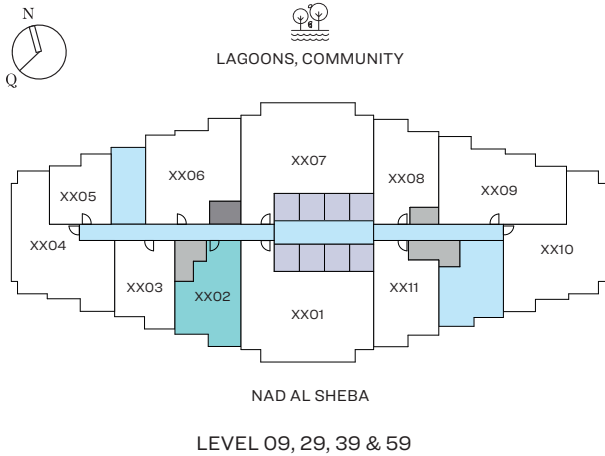 N
Q
LAGOONS, COMMUNITY
XX07
XX06
XX08
XX09
XX05
XX04
XX10
XX03
XX02
XX01
XX11
NAD AL SHEBA
LEVEL 09, 29, 39 & 59